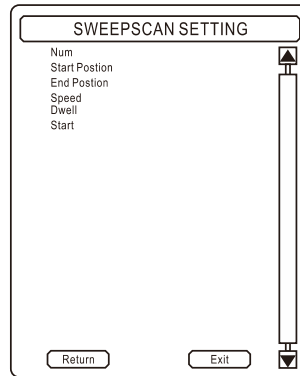 SWEEPSCAN SETTING
Num
Start Postion
End Postion
Speed
Dwell
Start
Return
Exit